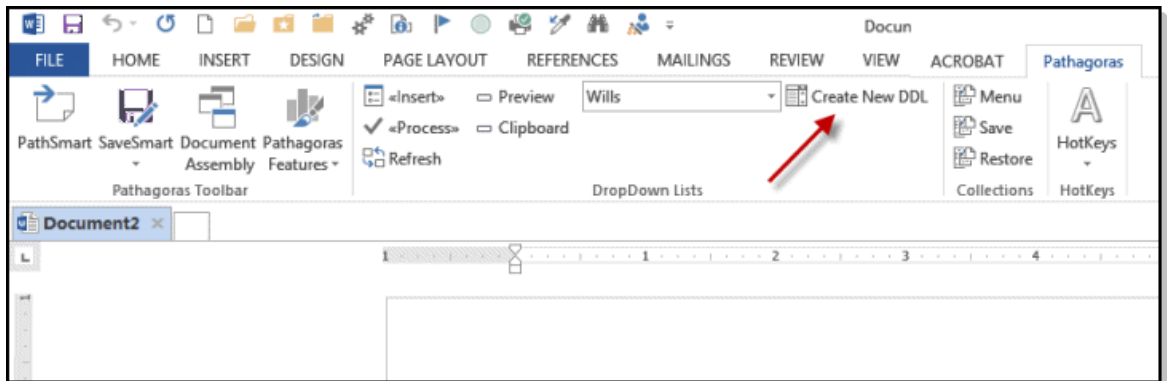 Docun
FILE HOME INSERT DESIGN PAGE LAYOUT REFERENCES MAILINGS REVIEW VIEW ACROBAT Pathagoras
«Insert» Preview Wills Create New DDL Menu
PathSmart SaveSmart Document Assembly Pathagoras Features «Process» Clipboard Save HotKeys
Refresh Restore
Pathagoras Toolbar DropDown Lists Collections HotKeys
Document2
L 1 1 2 3 4